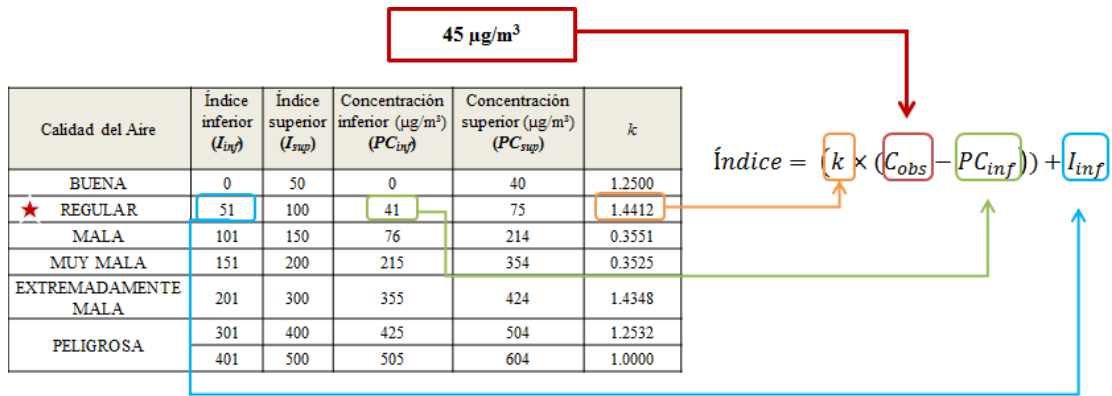 45 µg/m³
Calidad del Aire | Índice inferior (I_inf) | Índice superior (I_sup) | Concentración inferior (µg/m³) (PC_inf) | Concentración superior (µg/m³) (PC_sup) | k
BUENA | 0 | 50 | 0 | 40 | 1.2500
REGULAR | 51 | 100 | 41 | 75 | 1.4412
MALA | 101 | 150 | 76 | 214 | 0.3551
MUY MALA | 151 | 200 | 215 | 354 | 0.3525
EXTREMADAMENTE MALA | 201 | 300 | 355 | 424 | 1.4348
PELIGROSA | 301 | 400 | 425 | 504 | 1.2532
401 | 500 | 505 | 604 | 1.0000
Índice = (k × (C_obs − PC_inf)) + I_inf